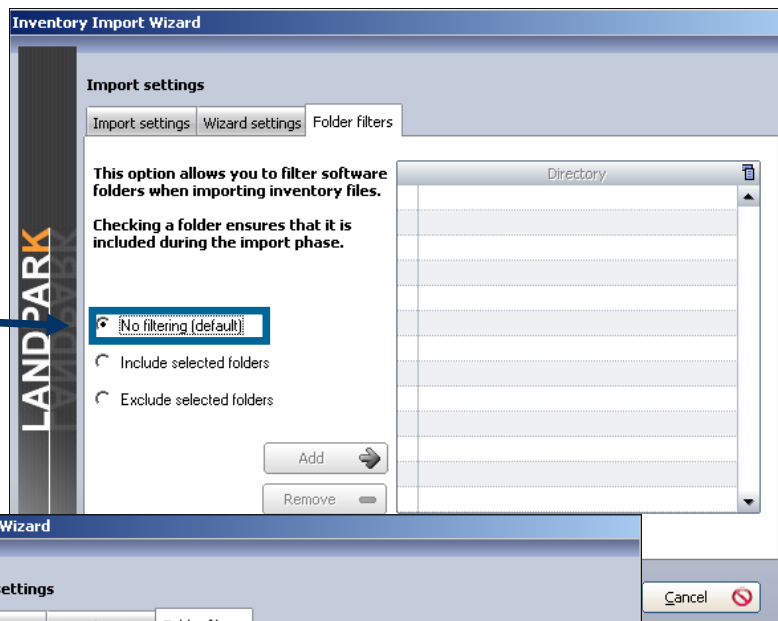 Inventory Import Wizard
Import settings
Import settings Wizard settings Folder filters
This option allows you to filter software
folders when importing inventory files.
Checking a folder ensures that it is
included during the import phase.
Directory
LANDPARK
No filtering (default)
Include selected folders
Exclude selected folders
Add
Remove
Wizard
ettings
Cancel